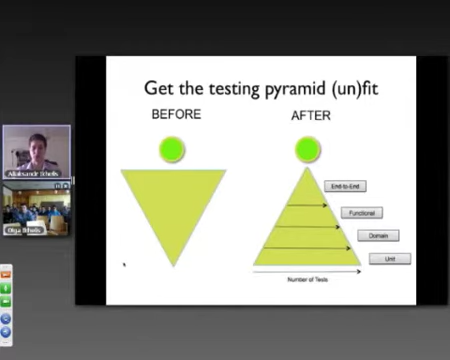 Get the testing pyramid (un)fit
BEFORE
AFTER
End-to-End
Functional
Domain
Unit
Number of Tests